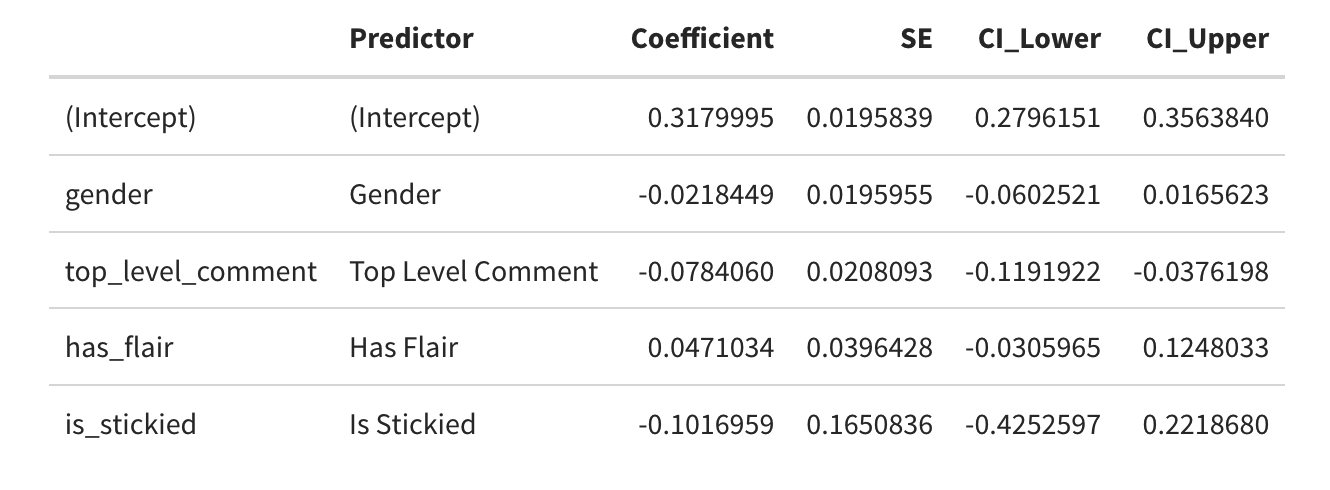 Predictor Coefficient SE CI_Lower CI_Upper
(Intercept) (Intercept) 0.3179995 0.0195839 0.2796151 0.3563840
gender Gender -0.0218449 0.0195955 -0.0602521 0.0165623
top_level_comment Top Level Comment -0.0784060 0.0208093 -0.1191922 -0.0376198
has_flair Has Flair 0.0471034 0.0396428 -0.0305965 0.1248033
is_stickied Is Stickied -0.1016959 0.1650836 -0.4252597 0.2218680